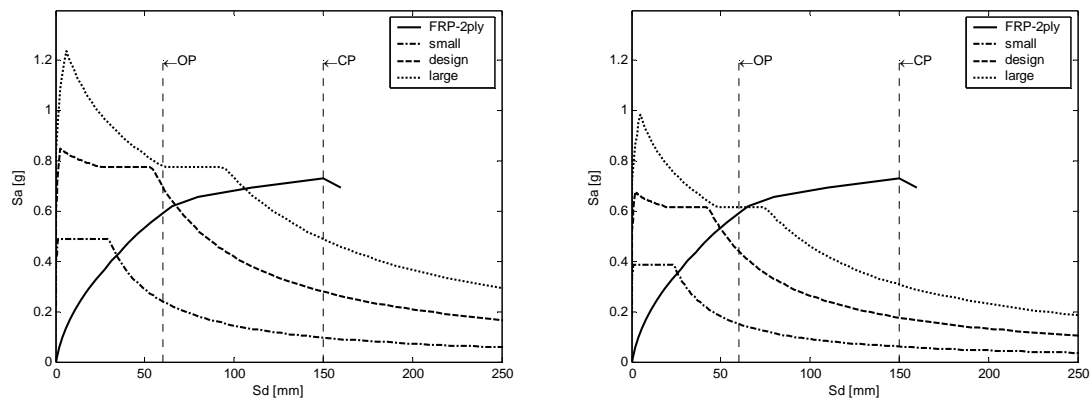 FRP-2ply
small
design
large
←OP
←CP
1.2
1
0.8
0.6
0.4
0.2
0
Sa [g]
0 50 100 150 200 250
Sd [mm]
FRP-2ply
small
design
large
←OP
←CP
1.2
1
0.8
0.6
0.4
0.2
0
Sa [g]
0 50 100 150 200 250
Sd [mm]